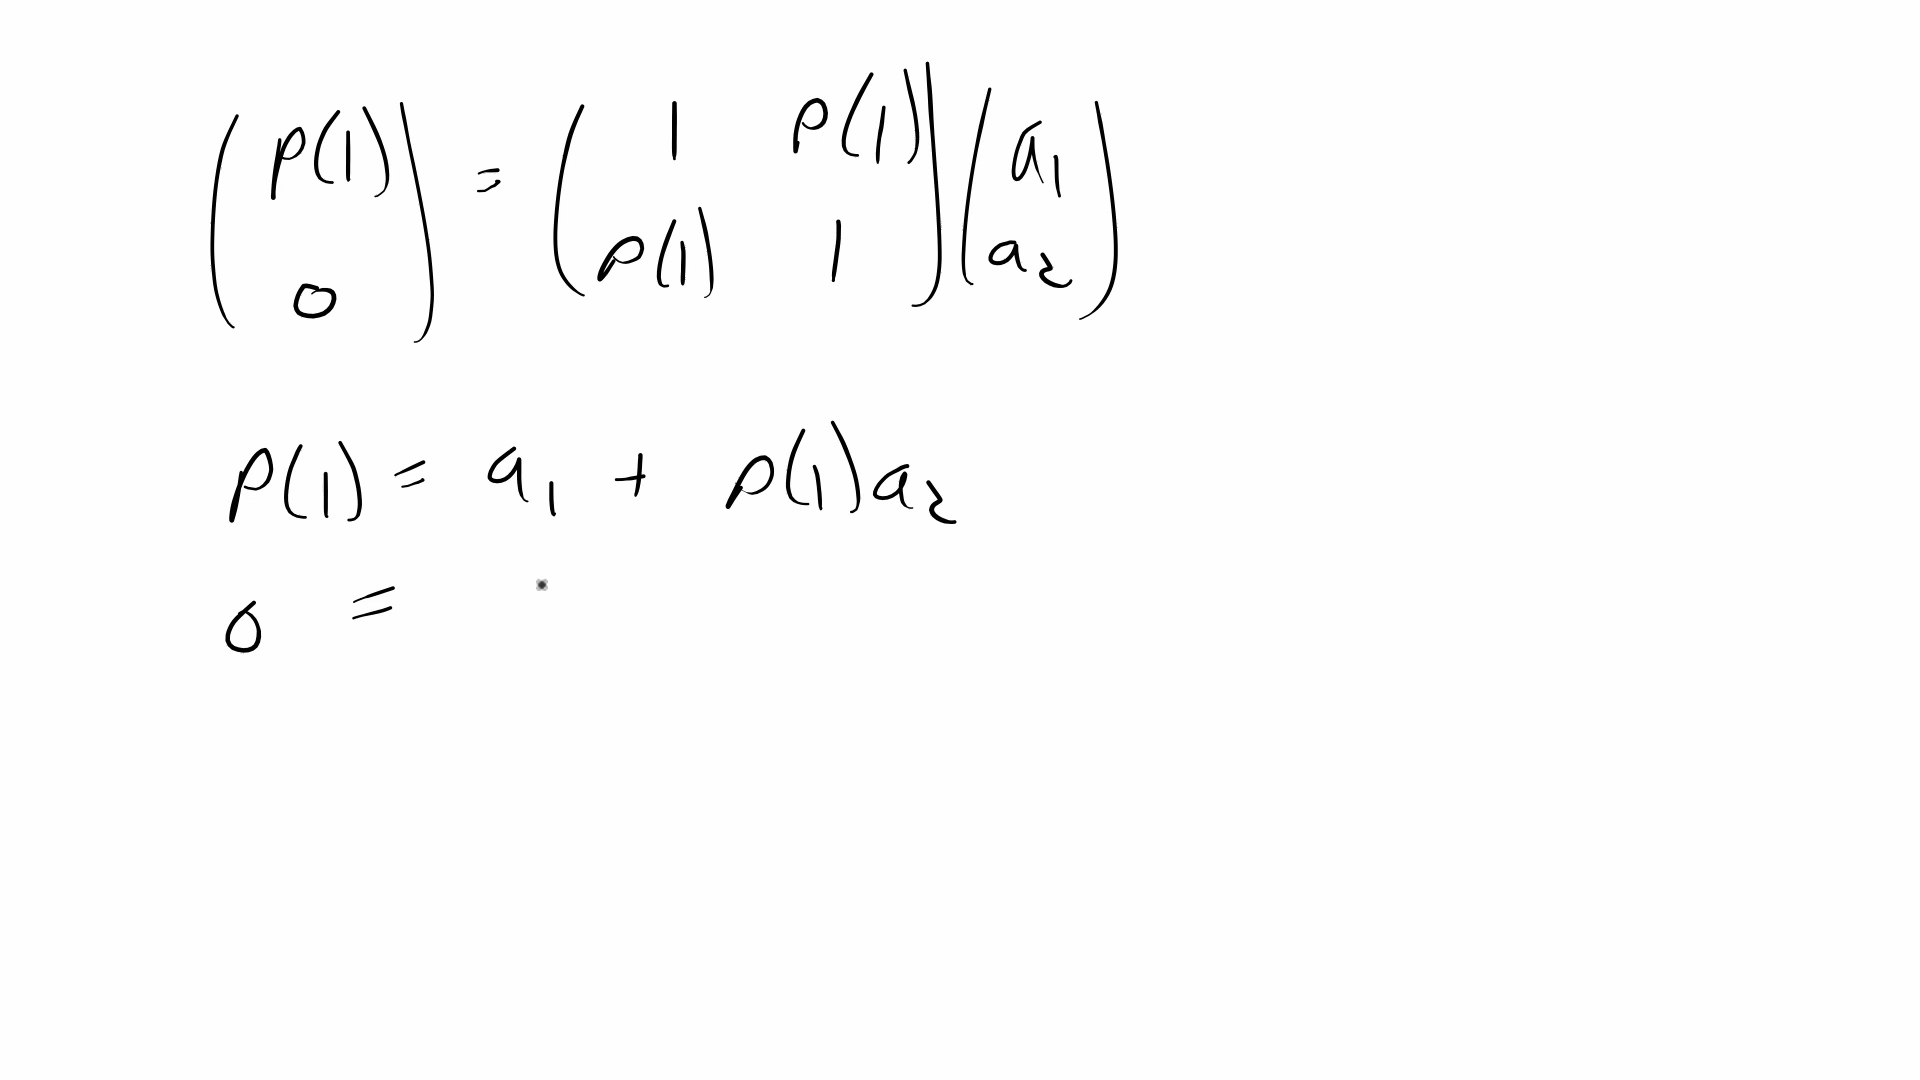 ( ρ(1) ) = ( 1 ρ(1) ) ( a₁ )
( 0 ) ( ρ(1) 1 ) ( a₂ )
ρ(1) = a₁ + ρ(1)a₂
0 =